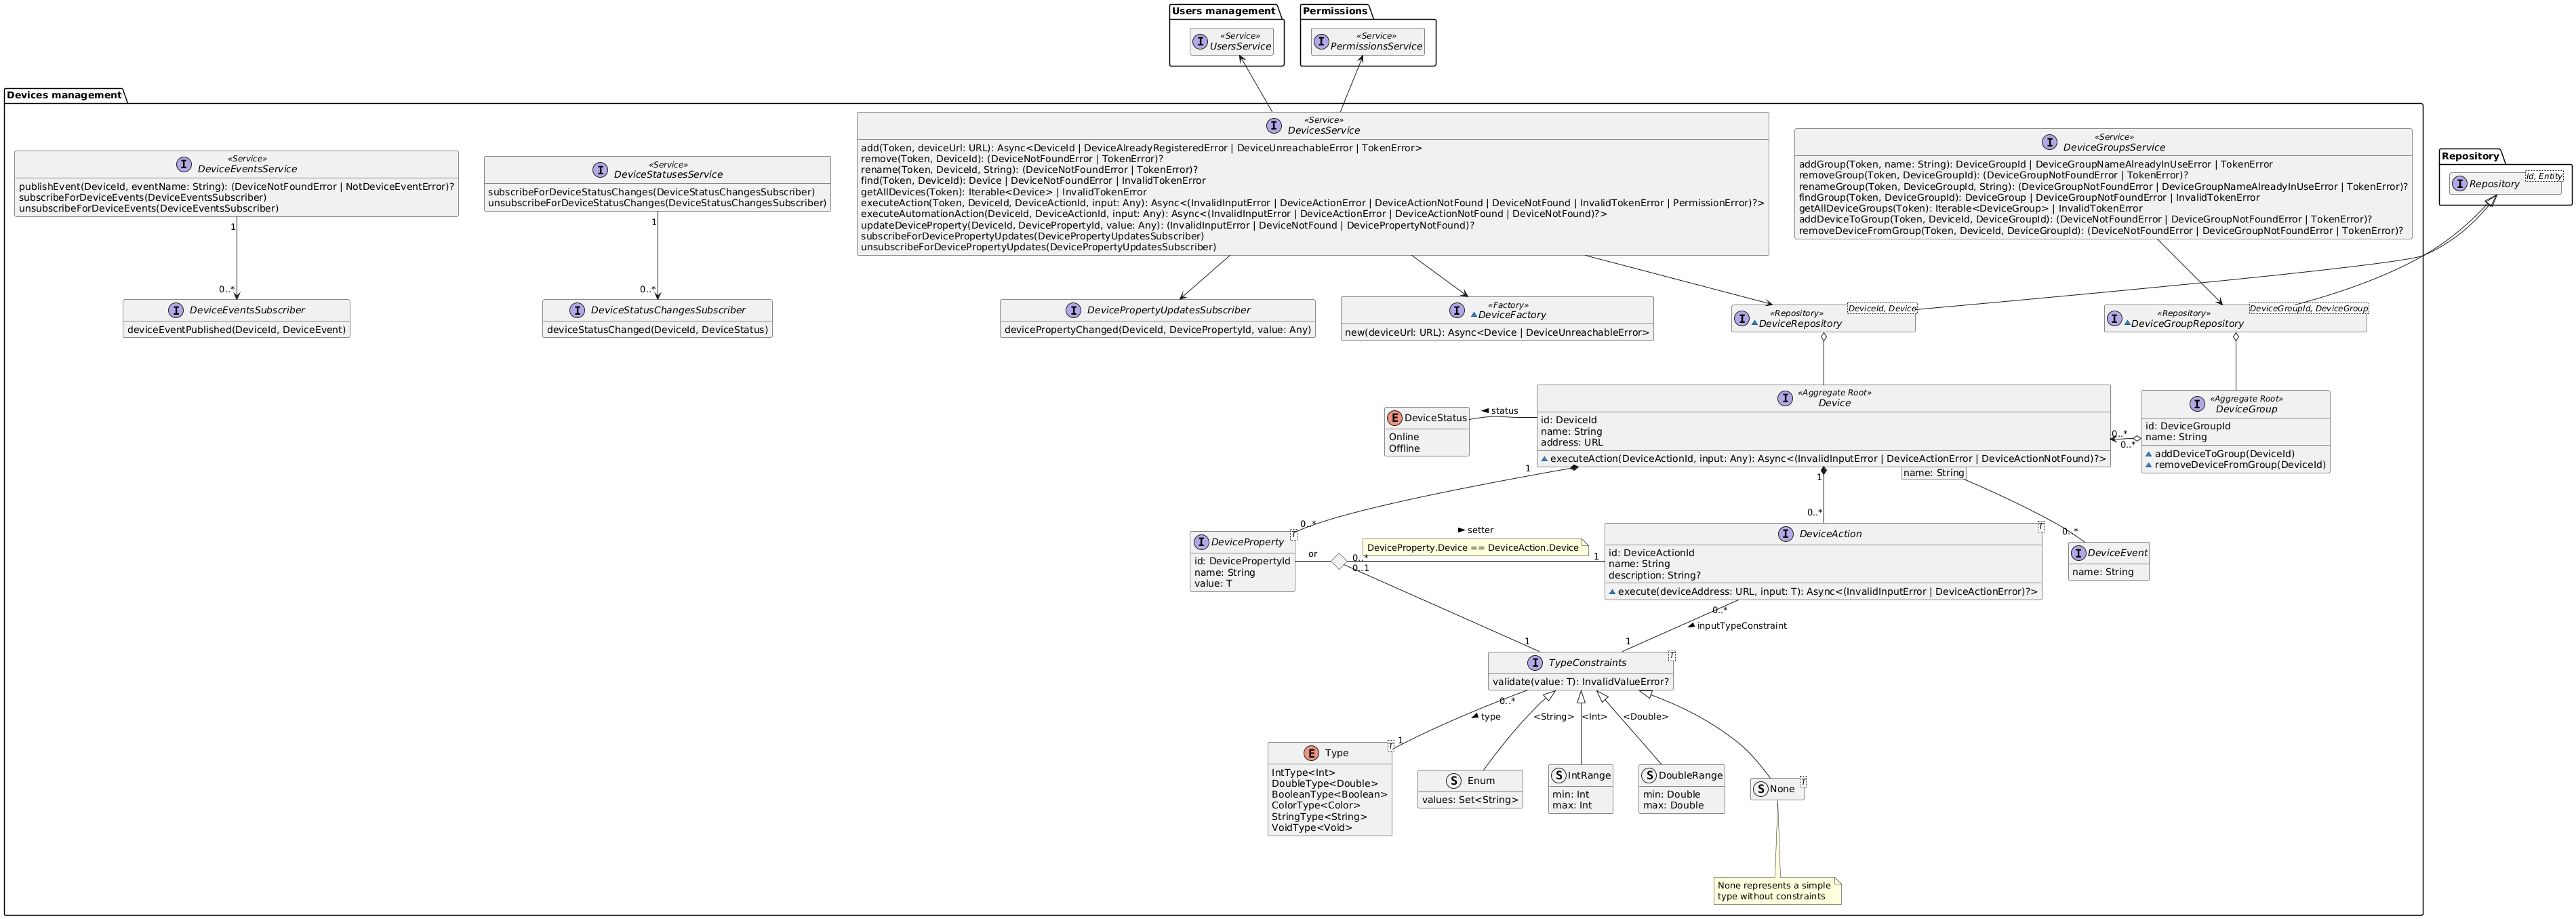 Users management
I
«Service»
UsersService
Permissions
I
«Service»
PermissionsService
Devices management
I
«Service»
DeviceEventsService
publishEvent(DeviceId, eventName: String): (DeviceNotFoundError | NotDeviceEventError)?
subscribeForDeviceEvents(DeviceEventsSubscriber)
unsubscribeForDeviceEvents(DeviceEventsSubscriber)
I
«Service»
DeviceStatusesService
subscribeForDeviceStatusChanges(DeviceStatusChangesSubscriber)
unsubscribeForDeviceStatusChanges(DeviceStatusChangesSubscriber)
I
«Service»
DevicesService
add(Token, deviceUrl: URL): Async<DeviceId | DeviceAlreadyRegisteredError | DeviceUnreachableError | TokenError>
remove(Token, DeviceId): (DeviceNotFoundError | TokenError)?
rename(Token, DeviceId, String): (DeviceNotFoundError | TokenError)?
find(Token, DeviceId): Device | DeviceNotFoundError | InvalidTokenError
getAllDevices(Token): Iterable<Device> | InvalidTokenError
executeAction(Token, DeviceId, DeviceActionId, input: Any): Async<(InvalidInputError | DeviceActionError | DeviceActionNotFound | DeviceNotFound | InvalidTokenError | PermissionError)?>
executeAutomationAction(DeviceId, DeviceActionId, input: Any): Async<(InvalidInputError | DeviceActionError | DeviceActionNotFound | DeviceNotFound)?>
updateDeviceProperty(DeviceId, DevicePropertyId, value: Any): (InvalidInputError | DeviceNotFound | DevicePropertyNotFound)?
subscribeForDevicePropertyUpdates(DevicePropertyUpdatesSubscriber)
unsubscribeForDevicePropertyUpdates(DevicePropertyUpdatesSubscriber)
I
«Service»
DeviceGroupsService
addGroup(Token, name: String): DeviceGroupId | DeviceGroupNameAlreadyInUseError | TokenError
removeGroup(Token, DeviceGroupId): (DeviceGroupNotFoundError | TokenError)?
renameGroup(Token, DeviceGroupId, String): (DeviceGroupNotFoundError | DeviceGroupNameAlreadyInUseError | TokenError)?
findGroup(Token, DeviceGroupId): DeviceGroup | DeviceGroupNotFoundError | InvalidTokenError
getAllDeviceGroups(Token): Iterable<DeviceGroup> | InvalidTokenError
addDeviceToGroup(Token, DeviceId, DeviceGroupId): (DeviceNotFoundError | DeviceGroupNotFoundError | TokenError)?
removeDeviceFromGroup(Token, DeviceId, DeviceGroupId): (DeviceNotFoundError | DeviceGroupNotFoundError | TokenError)?
Repository
I
Repository
Id, Entity
1
0..*
1
0..*
I
DeviceEventsSubscriber
deviceEventPublished(DeviceId, DeviceEvent)
I
DeviceStatusChangesSubscriber
deviceStatusChanged(DeviceId, DeviceStatus)
I
DevicePropertyUpdatesSubscriber
devicePropertyChanged(DeviceId, DevicePropertyId, value: Any)
I
«Factory»
DeviceFactory
new(deviceUrl: URL): Async<Device | DeviceUnreachableError>
I
«Repository»
DeviceRepository
DeviceId, Device
I
«Repository»
DeviceGroupRepository
DeviceGroupId, DeviceGroup
E
DeviceStatus
Online
Offline
status
I
«Aggregate Root»
Device
id: DeviceId
name: String
address: URL
executeAction(DeviceActionId, input: Any): Async<(InvalidInputError | DeviceActionError | DeviceActionNotFound)?>
0..*
0..*
I
«Aggregate Root»
DeviceGroup
id: DeviceGroupId
name: String
addDeviceToGroup(DeviceId)
removeDeviceFromGroup(DeviceId)
1
1
name: String
0..*
0..*
0..*
I
DeviceProperty
T
id: DevicePropertyId
name: String
value: T
or
setter
DeviceProperty.Device == DeviceAction.Device
0..*
0..1
1
I
DeviceAction
T
id: DeviceActionId
name: String
description: String?
execute(deviceAddress: URL, input: T): Async<(InvalidInputError | DeviceActionError)?>
I
DeviceEvent
name: String
0..*
inputTypeConstraint
1
1
I
TypeConstraints
T
validate(value: T): InvalidValueError?
0..*
type
1
<String>
<Int>
<Double>
E
Type
T
IntType<Int>
DoubleType<Double>
BooleanType<Boolean>
ColorType<Color>
StringType<String>
VoidType<Void>
S
Enum
values: Set<String>
S
IntRange
min: Int
max: Int
S
DoubleRange
min: Double
max: Double
S
None
T
None represents a simple
type without constraints